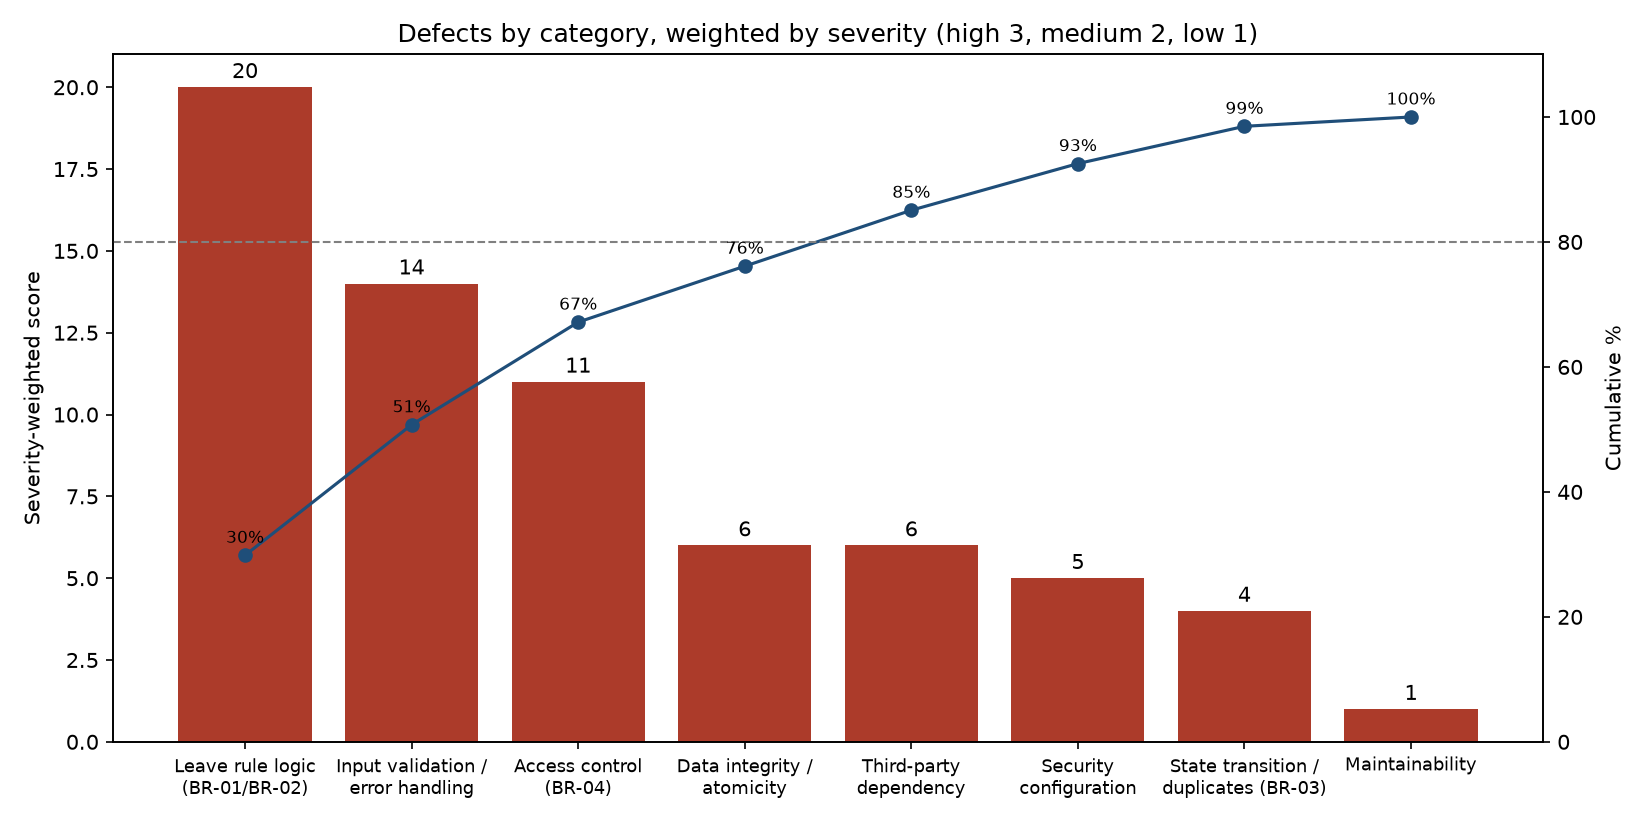 Defects by category, weighted by severity (high 3, medium 2, low 1)
Severity-weighted score
20.0
17.5
15.0
12.5
10.0
7.5
5.0
2.5
0.0
20
14
11
6
6
5
4
1
30%
51%
67%
76%
85%
93%
99%
100%
100
80
60
40
20
0
Cumulative %
Leave rule logic
(BR-01/BR-02)
Input validation /
error handling
Access control
(BR-04)
Data integrity /
atomicity
Third-party
dependency
Security
configuration
State transition /
duplicates (BR-03)
Maintainability